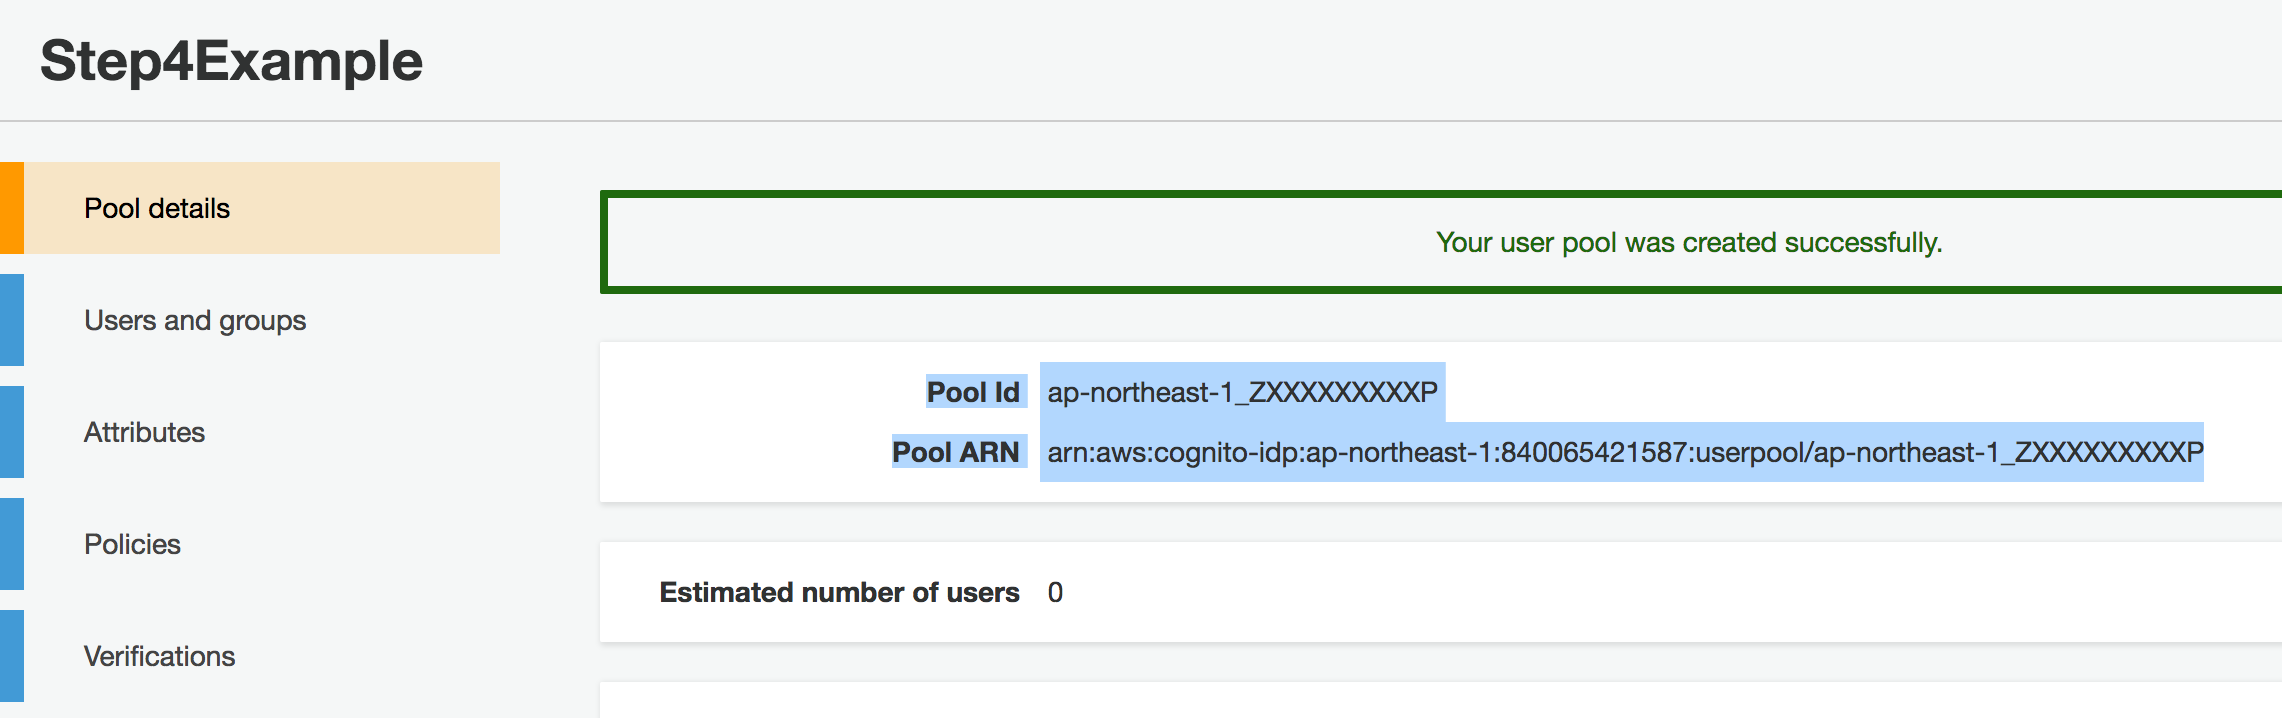 Step4Example
Pool details
Users and groups
Attributes
Policies
Verifications
Your user pool was created successfully.
Pool Id ap-northeast-1_ZXXXXXXXXXP
Pool ARN arn:aws:cognito-idp:ap-northeast-1:840065421587:userpool/ap-northeast-1_ZXXXXXXXXXP
Estimated number of users 0